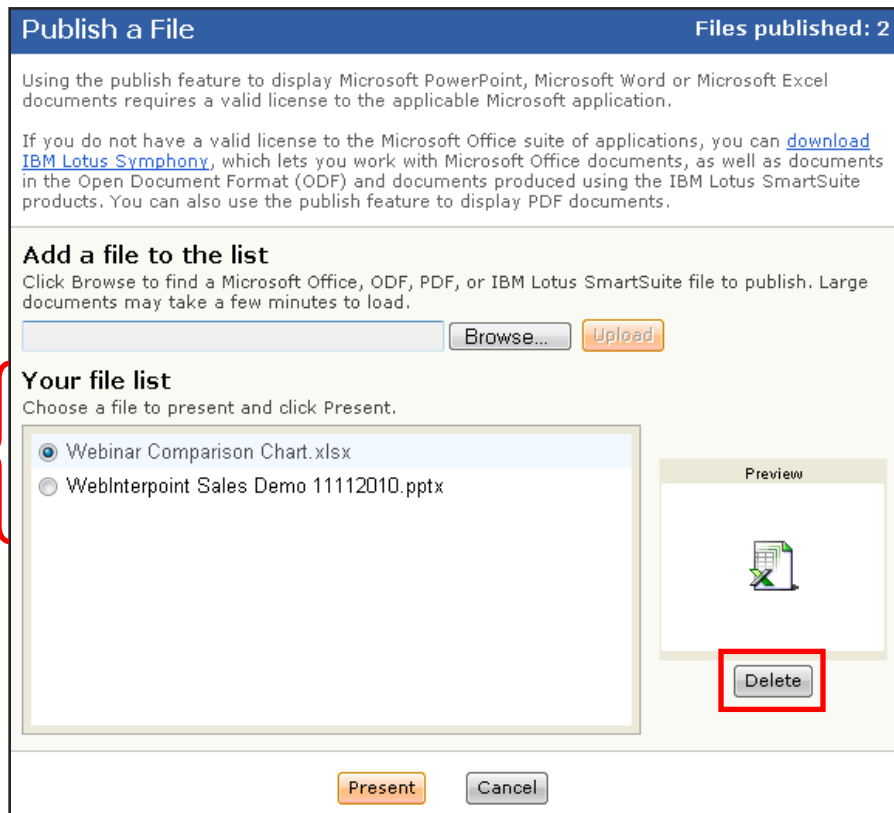 Publish a File
Files published: 2
Using the publish feature to display Microsoft PowerPoint, Microsoft Word or Microsoft Excel
documents requires a valid license to the applicable Microsoft application.
If you do not have a valid license to the Microsoft Office suite of applications, you can download
IBM Lotus Symphony, which lets you work with Microsoft Office documents, as well as documents
in the Open Document Format (ODF) and documents produced using the IBM Lotus SmartSuite
products. You can also use the publish feature to display PDF documents.
Add a file to the list
Click Browse to find a Microsoft Office, ODF, PDF, or IBM Lotus SmartSuite file to publish. Large
documents may take a few minutes to load.
Browse...
Upload
Your file list
Choose a file to present and click Present.
Webinar Comparison Chart.xlsx
WebInterpoint Sales Demo 11112010.pptx
Preview
Delete
Present
Cancel